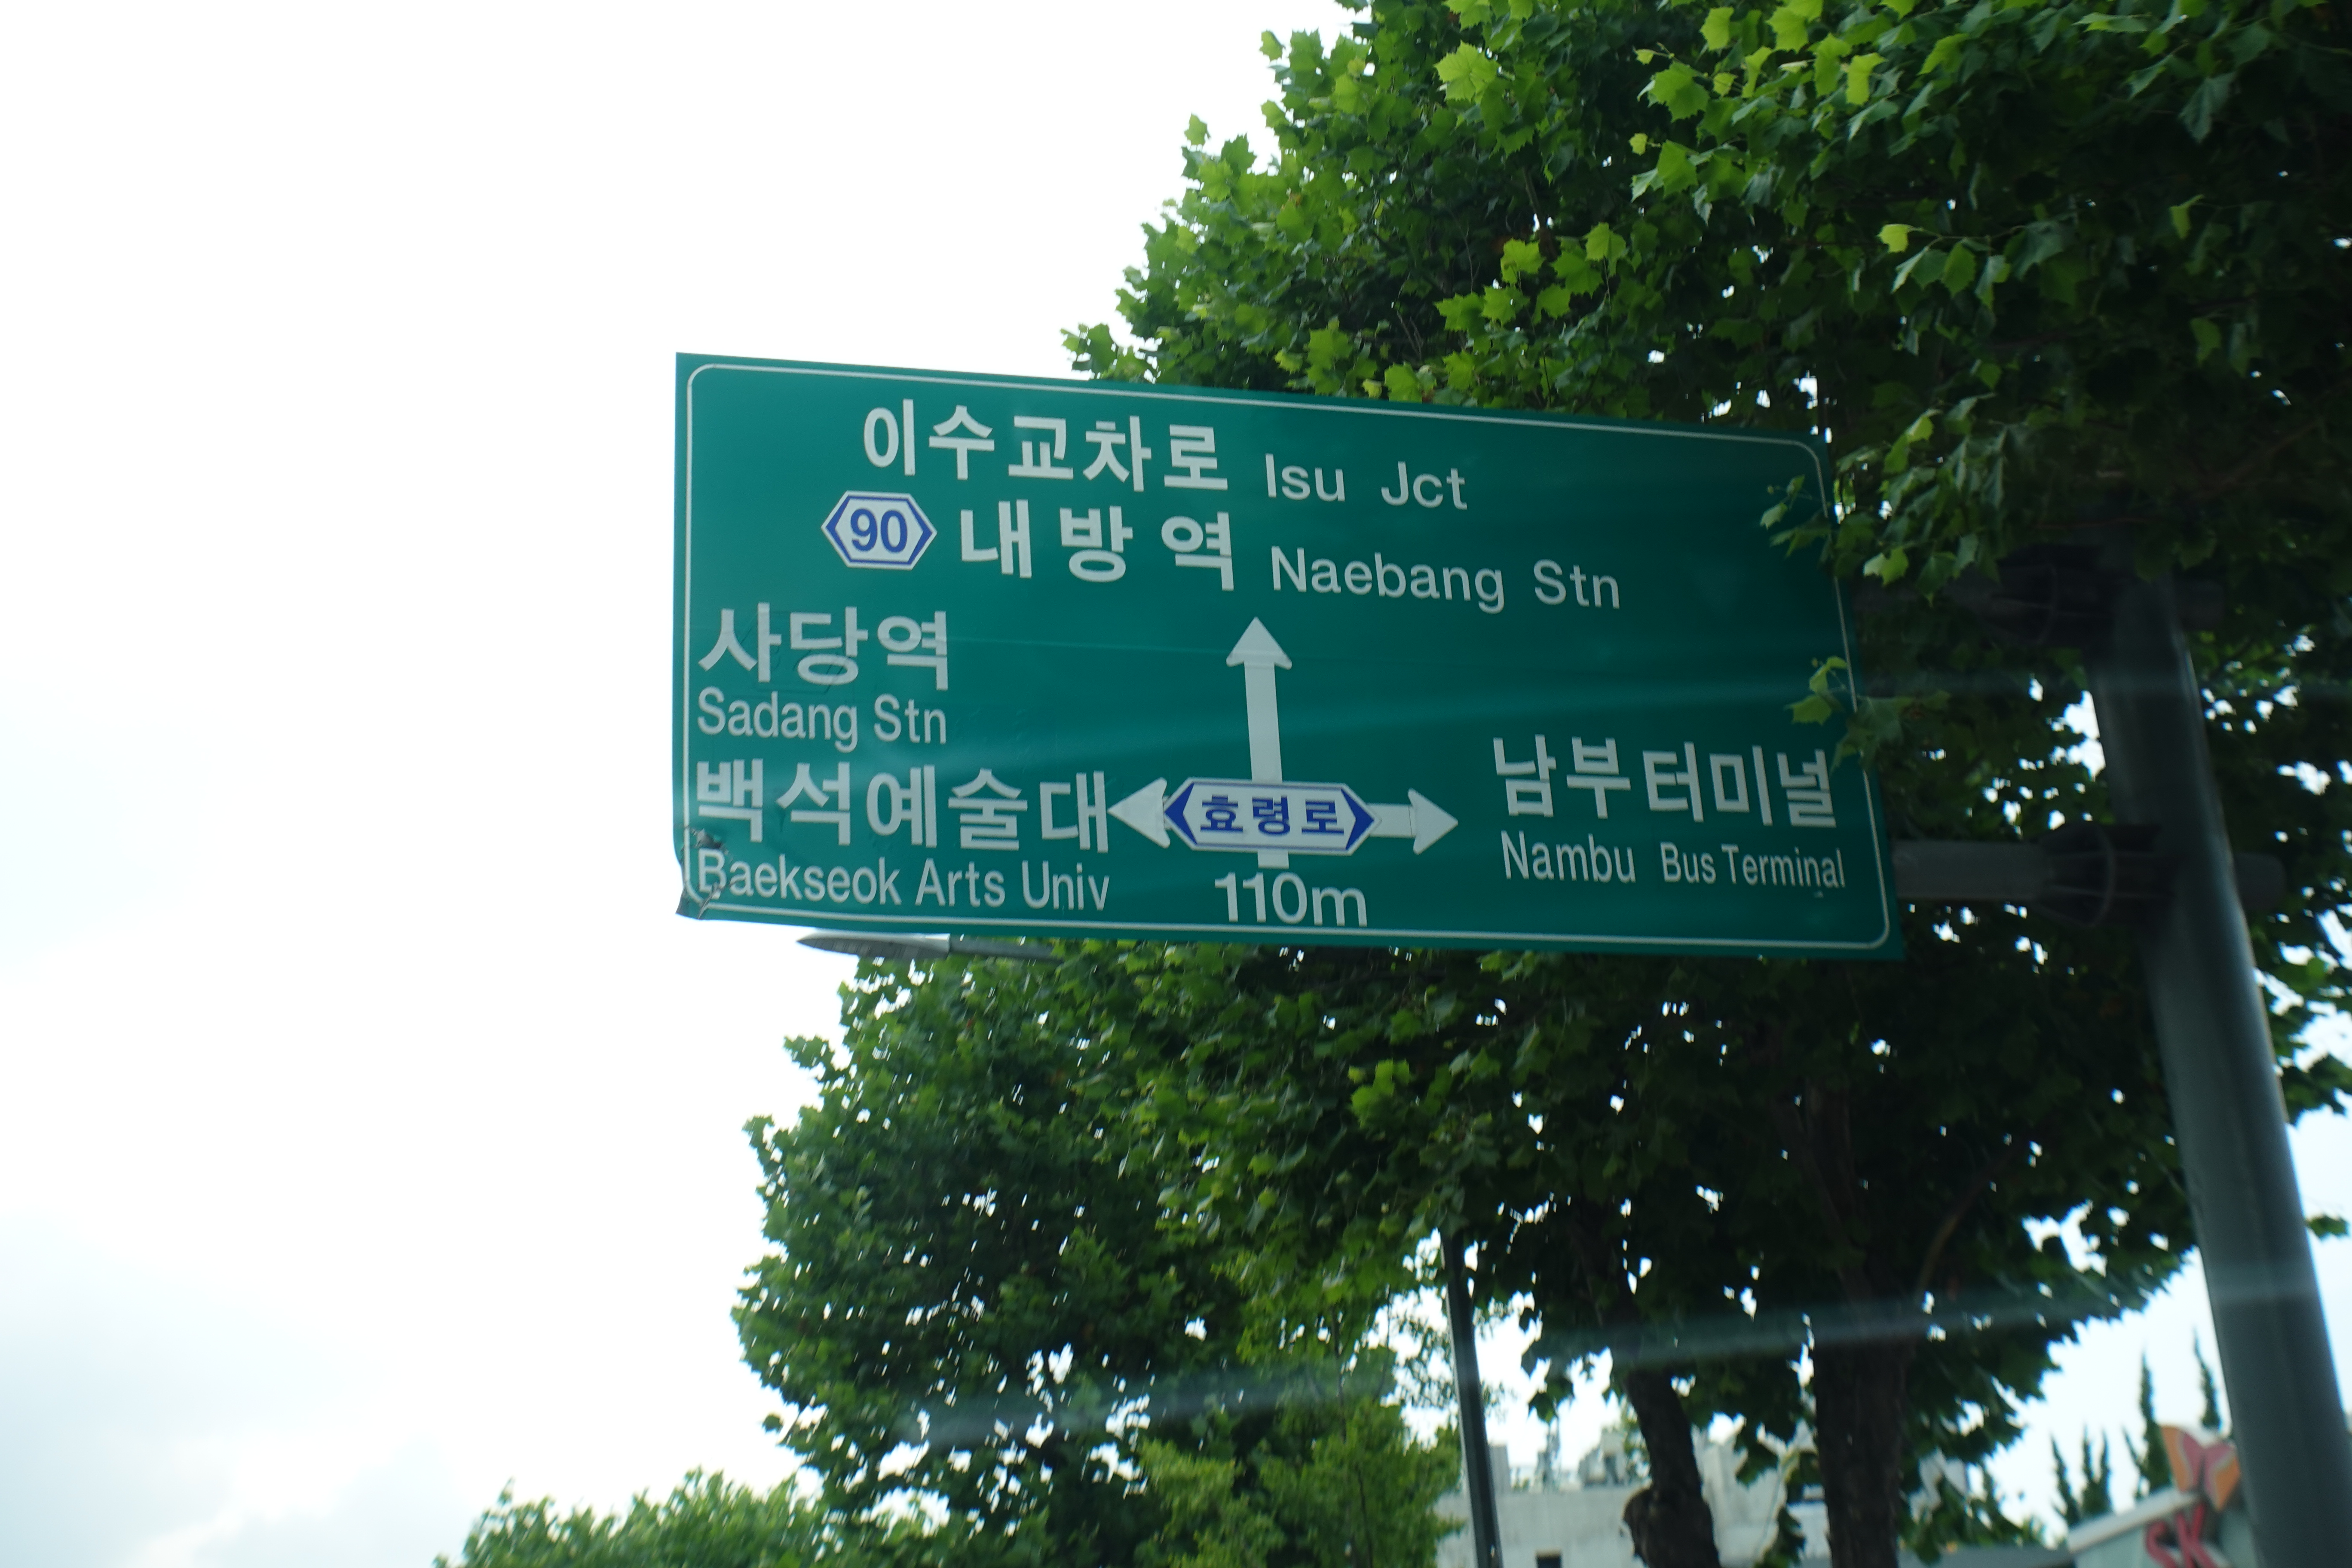 이수교차로 Isu Jct
90 내방역 Naebang Stn
사당역
Sadang Stn
백석예술대
Baekseok Arts Univ
효령로
110m
남부터미널
Nambu Bus Terminal
SK